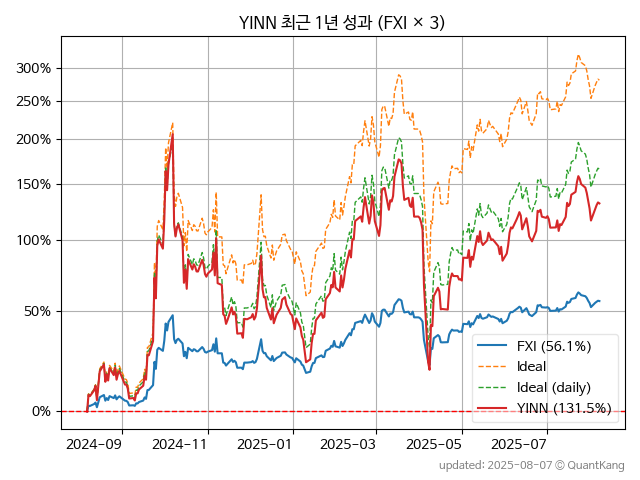 YINN 최근 1년 성과 (FXI × 3)
300%
250%
200%
150%
100%
50%
0%
FXI (56.1%)
Ideal
Ideal (daily)
YINN (131.5%)
2024-09
2024-11
2025-01
2025-03
2025-05
2025-07
updated: 2025-08-07 © QuantKang